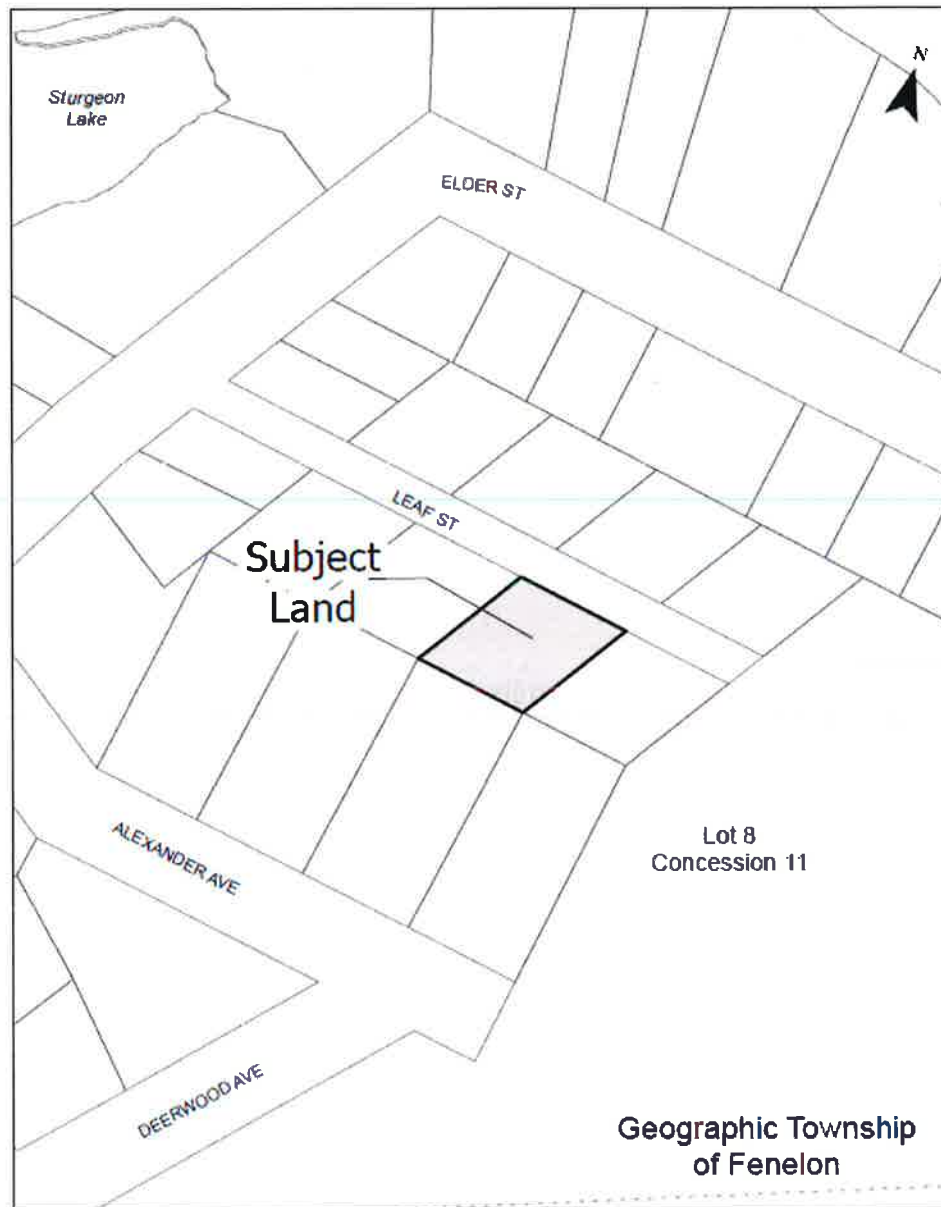 Sturgeon
Lake
N
ELDER ST
LEAF ST
Subject
Land
Lot 8
Concession 11
ALEXANDER AVE
DEERWOOD AVE
Geographic Township
of Fenelon